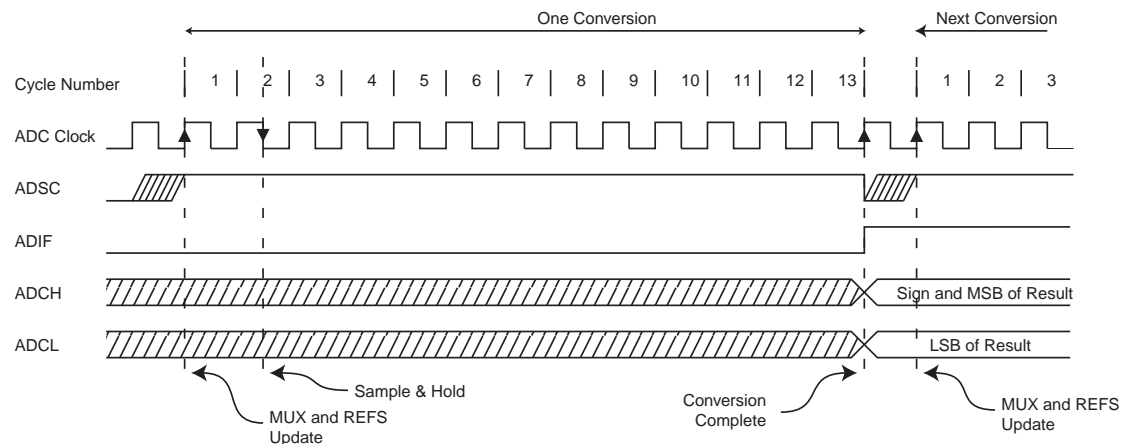 One Conversion
Next Conversion
Cycle Number
1 2 3 4 5 6 7 8 9 10 11 12 13 1 2 3
ADC Clock
ADSC
ADIF
ADCH
Sign and MSB of Result
ADCL
LSB of Result
Sample & Hold
MUX and REFS
Update
Conversion
Complete
MUX and REFS
Update